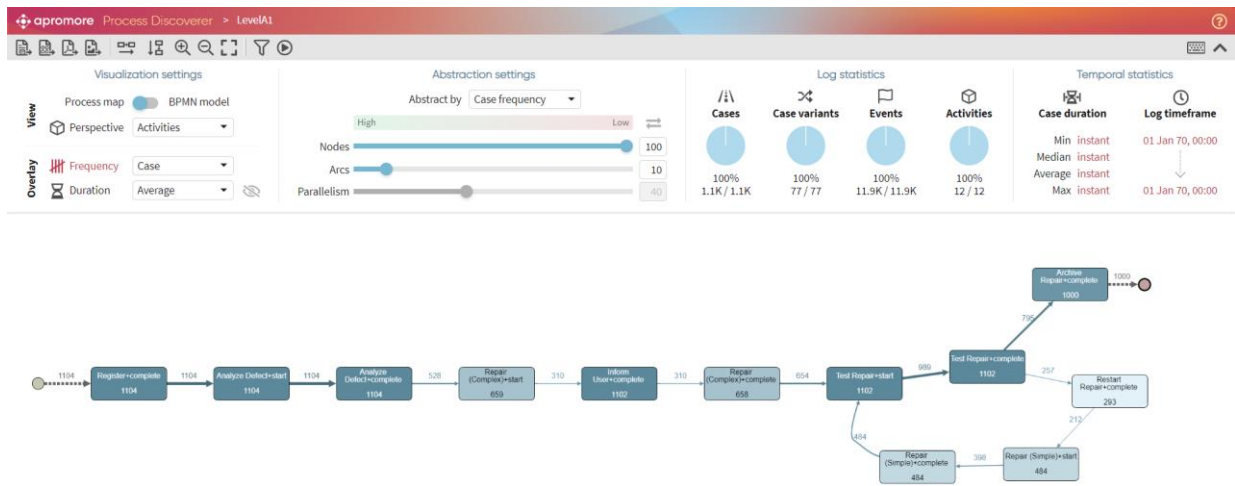 apromore Process Discoverer > LevelA1
Visualization settings
View
Process map BPMN model
Perspective Activities
Overlay
Frequency Case
Duration Average
Abstraction settings
Abstract by Case frequency
High Low
Nodes 100
Arcs 10
Parallelism 40
Log statistics
Cases
100%
1.1K / 1.1K
Case variants
100%
77 / 77
Events
100%
11.9K / 11.9K
Activities
100%
12 / 12
Temporal statistics
Case duration
Min instant
Median instant
Average instant
Max instant
Log timeframe
01 Jan 70, 00:00
01 Jan 70, 00:00
1104
Register+complete
1104
1104
Analyze Defect+start
1104
1104
Analyze
Defect+complete
1104
528
Repair
(Complex)+start
659
310
Inform
User+complete
1102
310
Repair
(Complex)+complete
658
654
Test Repair+start
1102
989
Test Repair+complete
1102
795
Archive
Repair+complete
1000
1000
257
Restart
Repair+complete
293
212
Repair (Simple)+start
484
398
Repair
(Simple)+complete
484
484